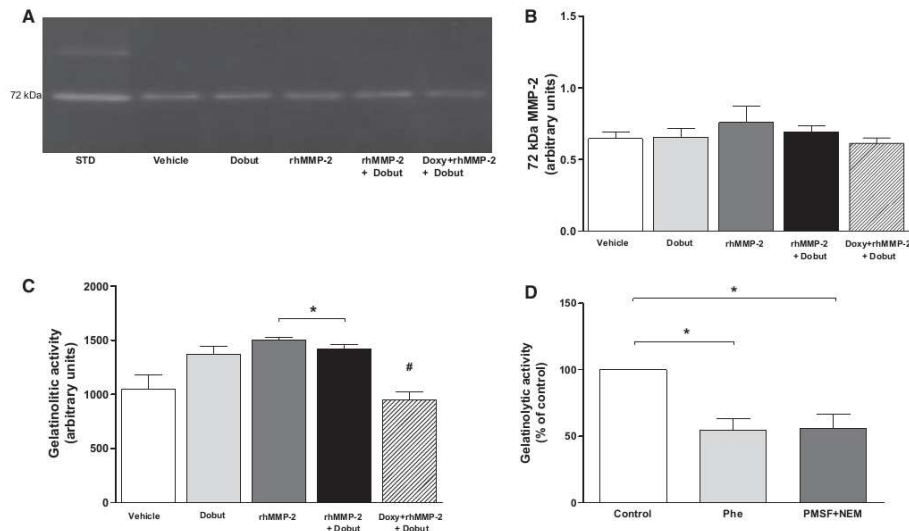 A
72 kDa
STD
Vehicle
Dobut
rhMMP-2
rhMMP-2
+ Dobut
Doxy+rhMMP-2
+ Dobut
B
72 kDa MMP-2
(arbitrary units)
1.5
1.0
0.5
0.0
Vehicle
Dobut
rhMMP-2
rhMMP-2
+ Dobut
Doxy+rhMMP-2
+ Dobut
C
Gelatinolitic activity
(arbitrary units)
2000
1500
1000
500
0
*
#
Vehicle
Dobut
rhMMP-2
rhMMP-2
+ Dobut
Doxy+rhMMP-2
+ Dobut
D
Gelatinolytic activity
(% of control)
150
100
50
0
*
*
Control
Phe
PMSF+NEM